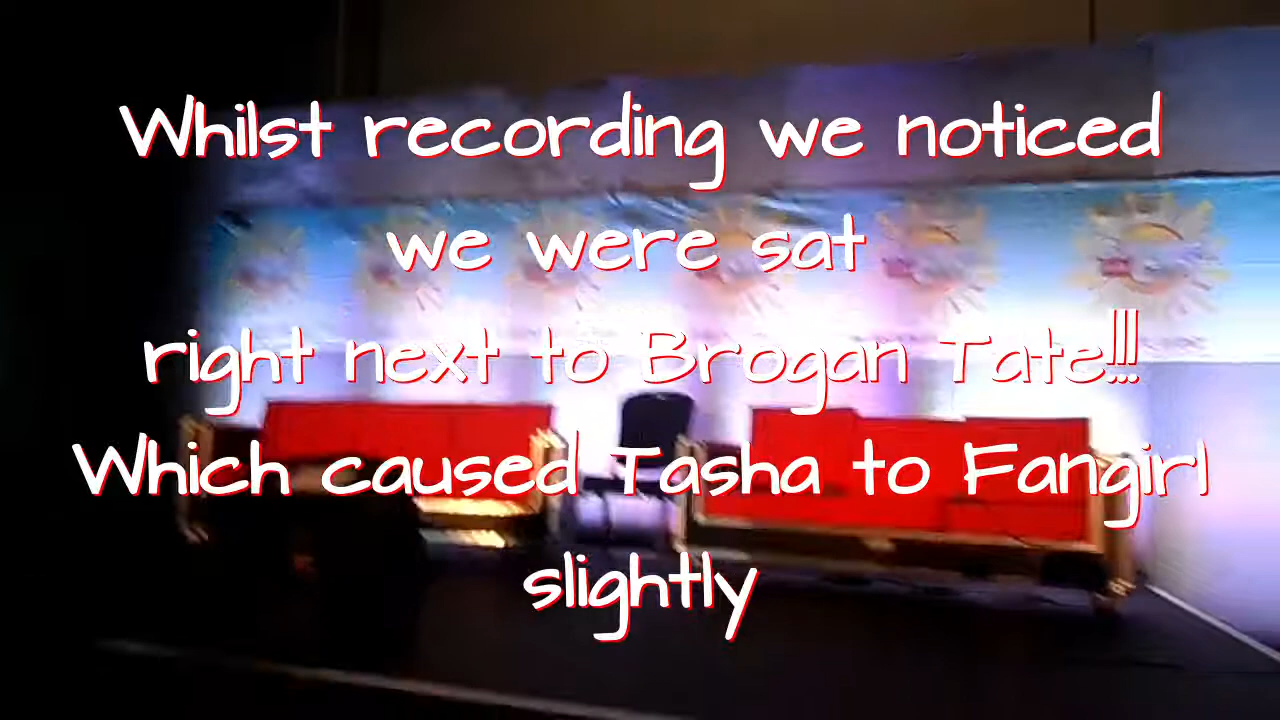 Whilst recording we noticed
we were sat
right next to Brogan Tate!!!
Which caused Tasha to Fangirl
slightly